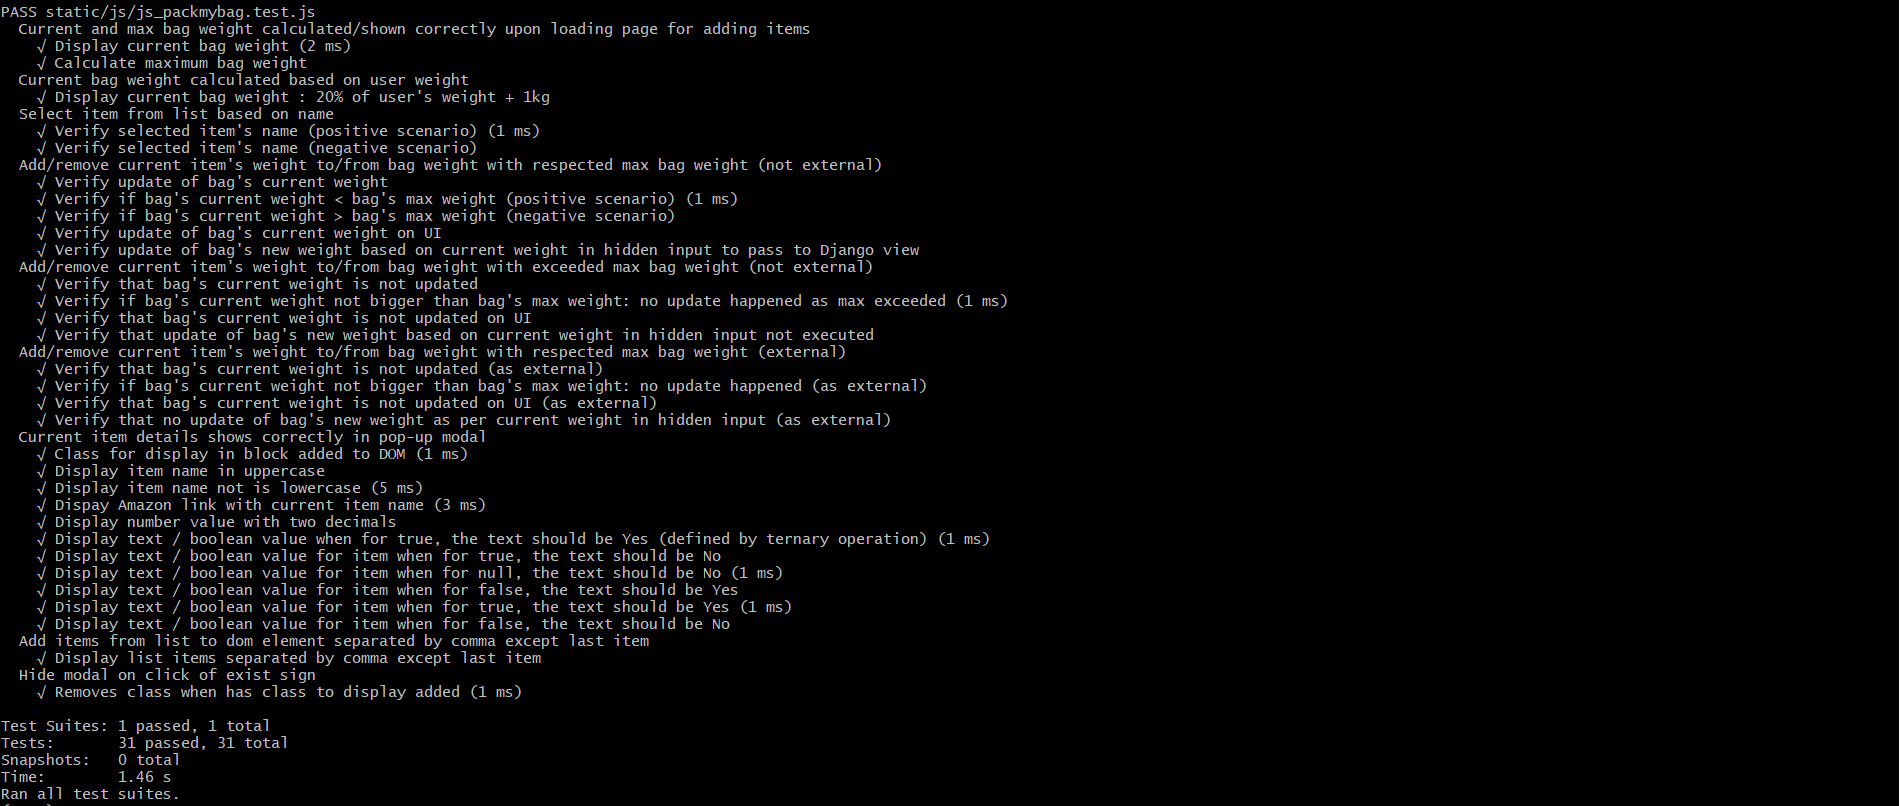 PASS static/js/js_packmybag.test.js
Current and max bag weight calculated/shown correctly upon loading page for adding items
√ Display current bag weight (2 ms)
√ Calculate maximum bag weight
Current bag weight calculated based on user weight
√ Display current bag weight : 20% of user's weight + 1kg
Select item from list based on name
√ Verify selected item's name (positive scenario) (1 ms)
√ Verify selected item's name (negative scenario)
Add/remove current item's weight to/from bag weight with respected max bag weight (not external)
√ Verify update of bag's current weight
√ Verify if bag's current weight < bag's max weight (positive scenario) (1 ms)
√ Verify if bag's current weight > bag's max weight (negative scenario)
√ Verify update of bag's current weight on UI
√ Verify update of bag's new weight based on current weight in hidden input to pass to Django view
Add/remove current item's weight to/from bag weight with exceeded max bag weight (not external)
√ Verify that bag's current weight is not updated
√ Verify if bag's current weight not bigger than bag's max weight: no update happened as max exceeded (1 ms)
√ Verify that bag's current weight is not updated on UI
√ Verify that update of bag's new weight based on current weight in hidden input not executed
Add/remove current item's weight to/from bag weight with respected max bag weight (external)
√ Verify that bag's current weight is not updated (as external)
√ Verify if bag's current weight not bigger than bag's max weight: no update happened (as external)
√ Verify that bag's current weight is not updated on UI (as external)
√ Verify that no update of bag's new weight as per current weight in hidden input (as external)
Current item details shows correctly in pop-up modal
√ Class for display in block added to DOM (1 ms)
√ Display item name in uppercase
√ Display item name not is lowercase (5 ms)
√ Dispay Amazon link with current item name (3 ms)
√ Display number value with two decimals
√ Display text / boolean value when for true, the text should be Yes (defined by ternary operation) (1 ms)
√ Display text / boolean value for item when for true, the text should be No
√ Display text / boolean value for item when for null, the text should be No (1 ms)
√ Display text / boolean value for item when for false, the text should be Yes
√ Display text / boolean value for item when for true, the text should be Yes (1 ms)
√ Display text / boolean value for item when for false, the text should be No
Add items from list to dom element separated by comma except last item
√ Display list items separated by comma except last item
Hide modal on click of exist sign
√ Removes class when has class to display added (1 ms)
Test Suites: 1 passed, 1 total
Tests: 31 passed, 31 total
Snapshots: 0 total
Time: 1.46 s
Ran all test suites.